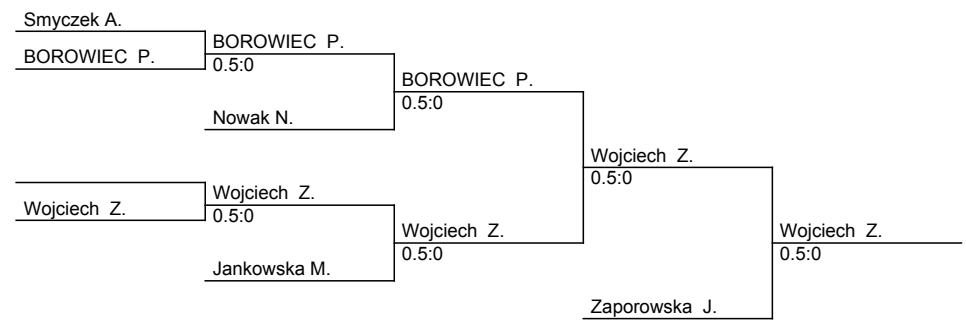 Smyczek A.
BOROWIEC P.
BOROWIEC P.
0.5:0
BOROWIEC P.
0.5:0
Nowak N.
Wojciech Z.
0.5:0
Wojciech Z.
Wojciech Z.
0.5:0
Wojciech Z.
0.5:0
Wojciech Z.
0.5:0
Jankowska M.
Zaporowska J.